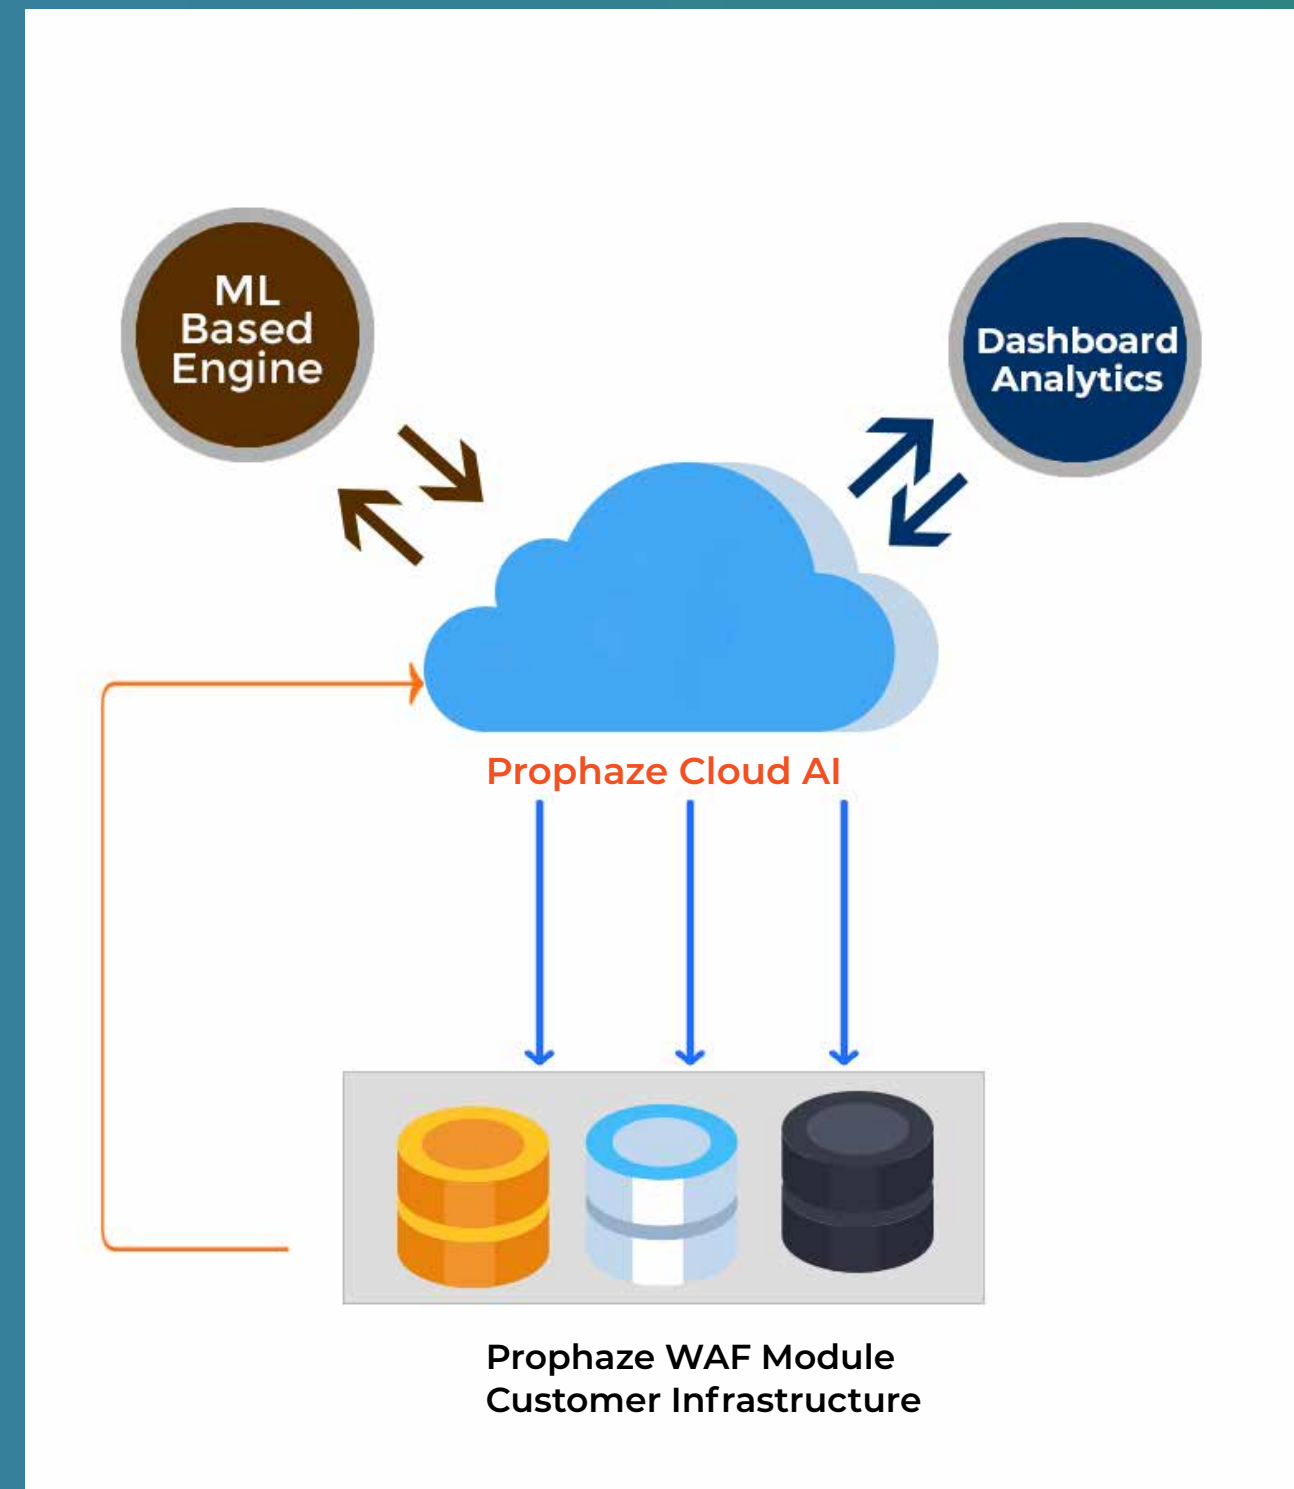 ML
Based
Engine
Dashboard
Analytics
Prophaze Cloud AI
Prophaze WAF Module
Customer Infrastructure